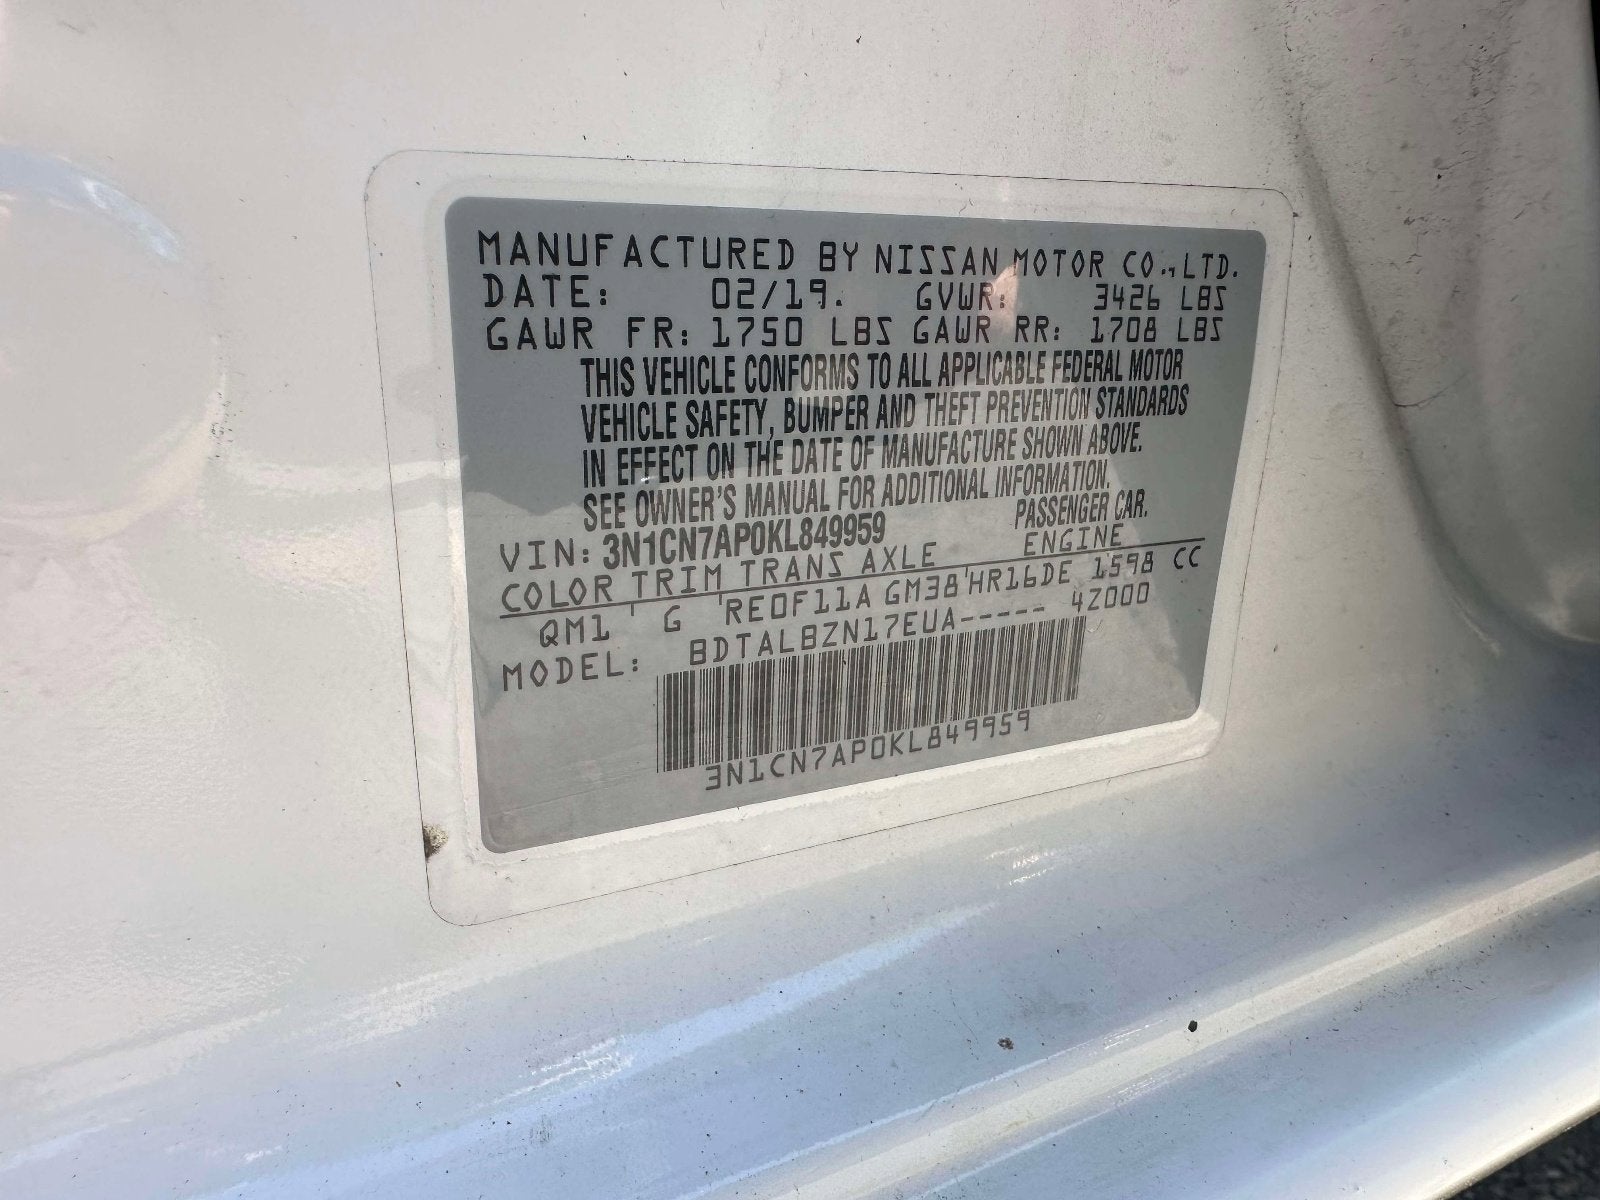 MANUFACTURED BY NISSAN MOTOR CO., LTD.
DATE: 02/19. GVWR: 3426 LBS
GAWR FR: 1750 LBS GAWR RR: 1708 LBS
THIS VEHICLE CONFORMS TO ALL APPLICABLE FEDERAL MOTOR
VEHICLE SAFETY, BUMPER AND THEFT PREVENTION STANDARDS
IN EFFECT ON THE DATE OF MANUFACTURE SHOWN ABOVE.
SEE OWNER'S MANUAL FOR ADDITIONAL INFORMATION.
VIN: 3N1CN7AP0KL849959 PASSENGER CAR.
COLOR TRIM TRANS AXLE ENGINE
QM1 G RE0F11A GM38 HR16DE 1598 CC
MODEL: BDTALBZN17EUA----- 4Z000
3N1CN7AP0KL849959